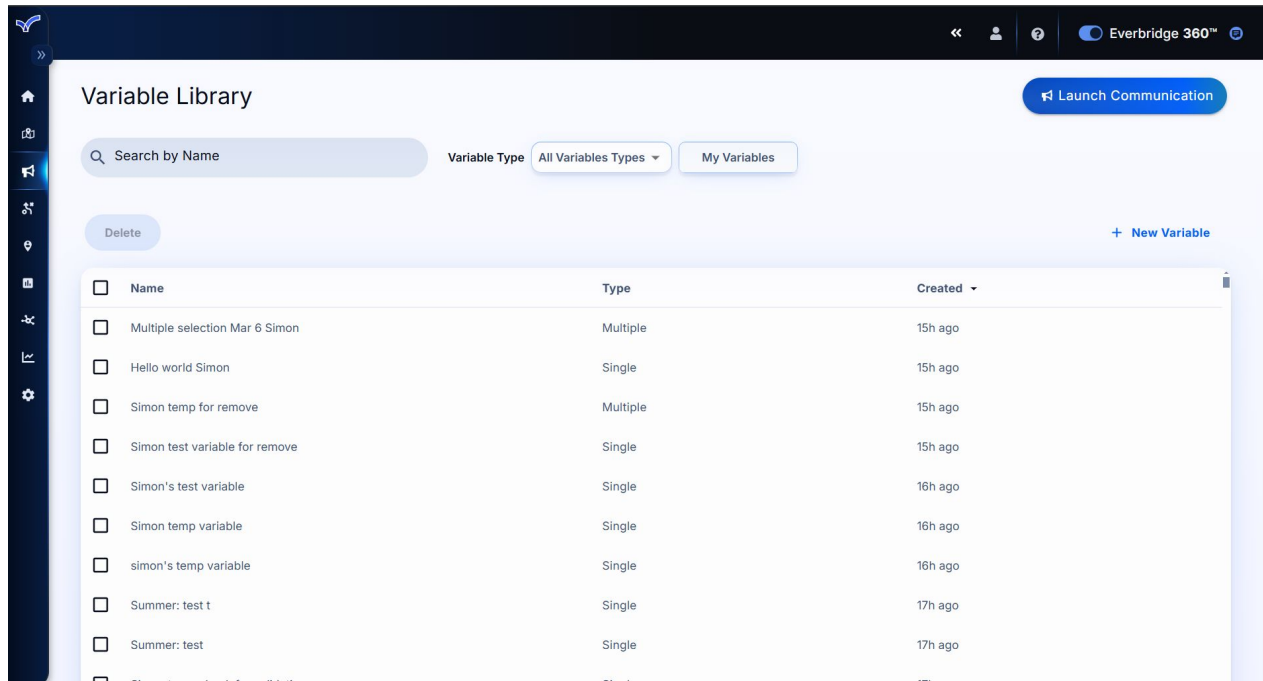 Everbridge 360™
Variable Library
Launch Communication
Search by Name
Variable Type All Variables Types My Variables
Delete
+ New Variable
Name Type Created
Multiple selection Mar 6 Simon Multiple 15h ago
Hello world Simon Single 15h ago
Simon temp for remove Multiple 15h ago
Simon test variable for remove Single 15h ago
Simon's test variable Single 16h ago
Simon temp variable Single 16h ago
simon's temp variable Single 16h ago
Summer: test t Single 17h ago
Summer: test Single 17h ago